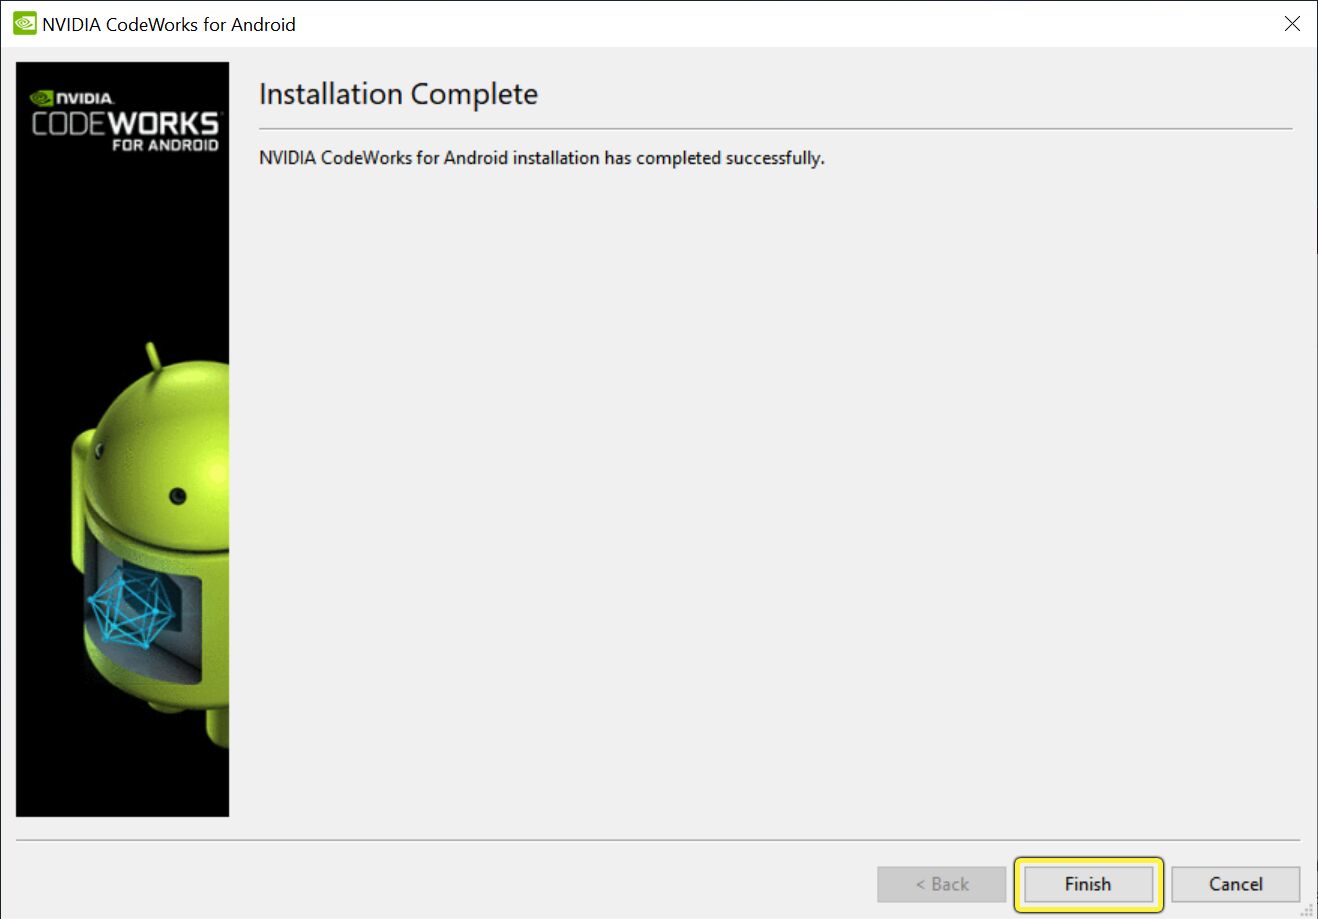 NVIDIA CodeWorks for Android
NVIDIA.
CODEWORKS
FOR ANDROID
Installation Complete
NVIDIA CodeWorks for Android installation has completed successfully.
< Back
Finish
Cancel